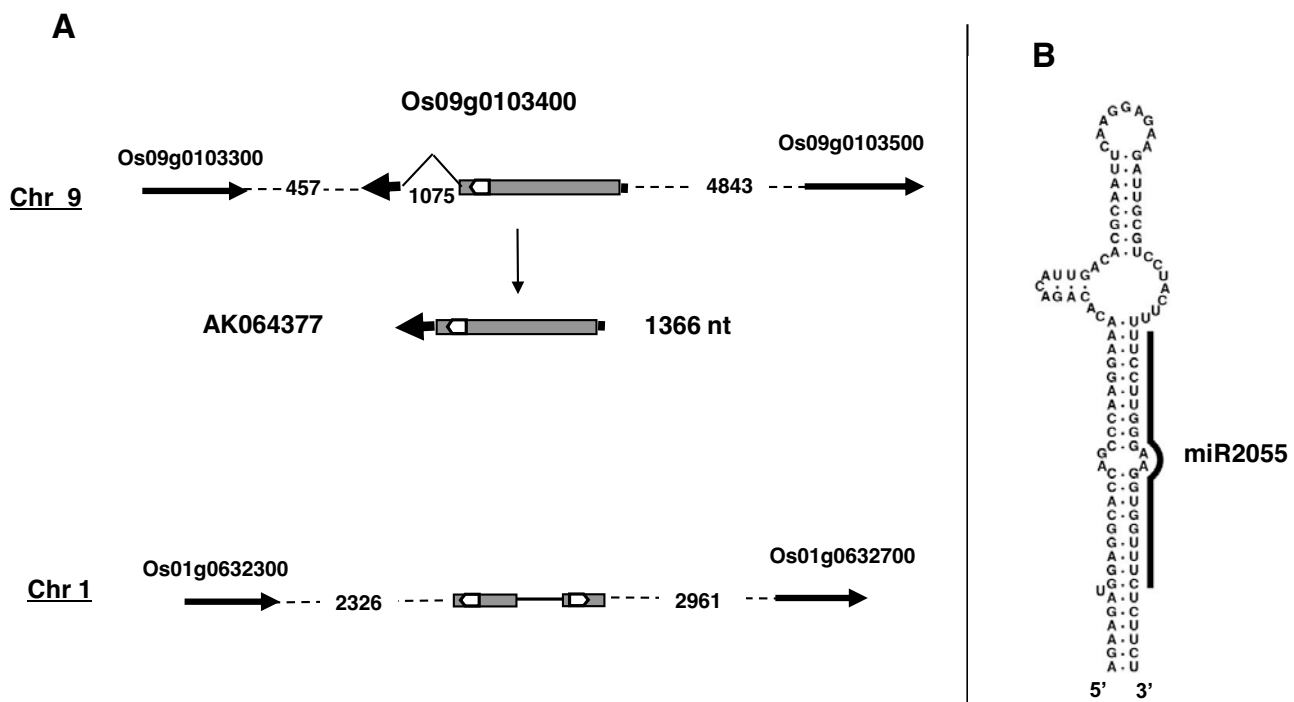 A
B
Os09g0103400
Os09g0103300
Os09g0103500
Chr 9
457
1075
4843
AK064377
1366 nt
Os01g0632300
Os01g0632700
Chr 1
2326
2961
miR2055
5’ 3’